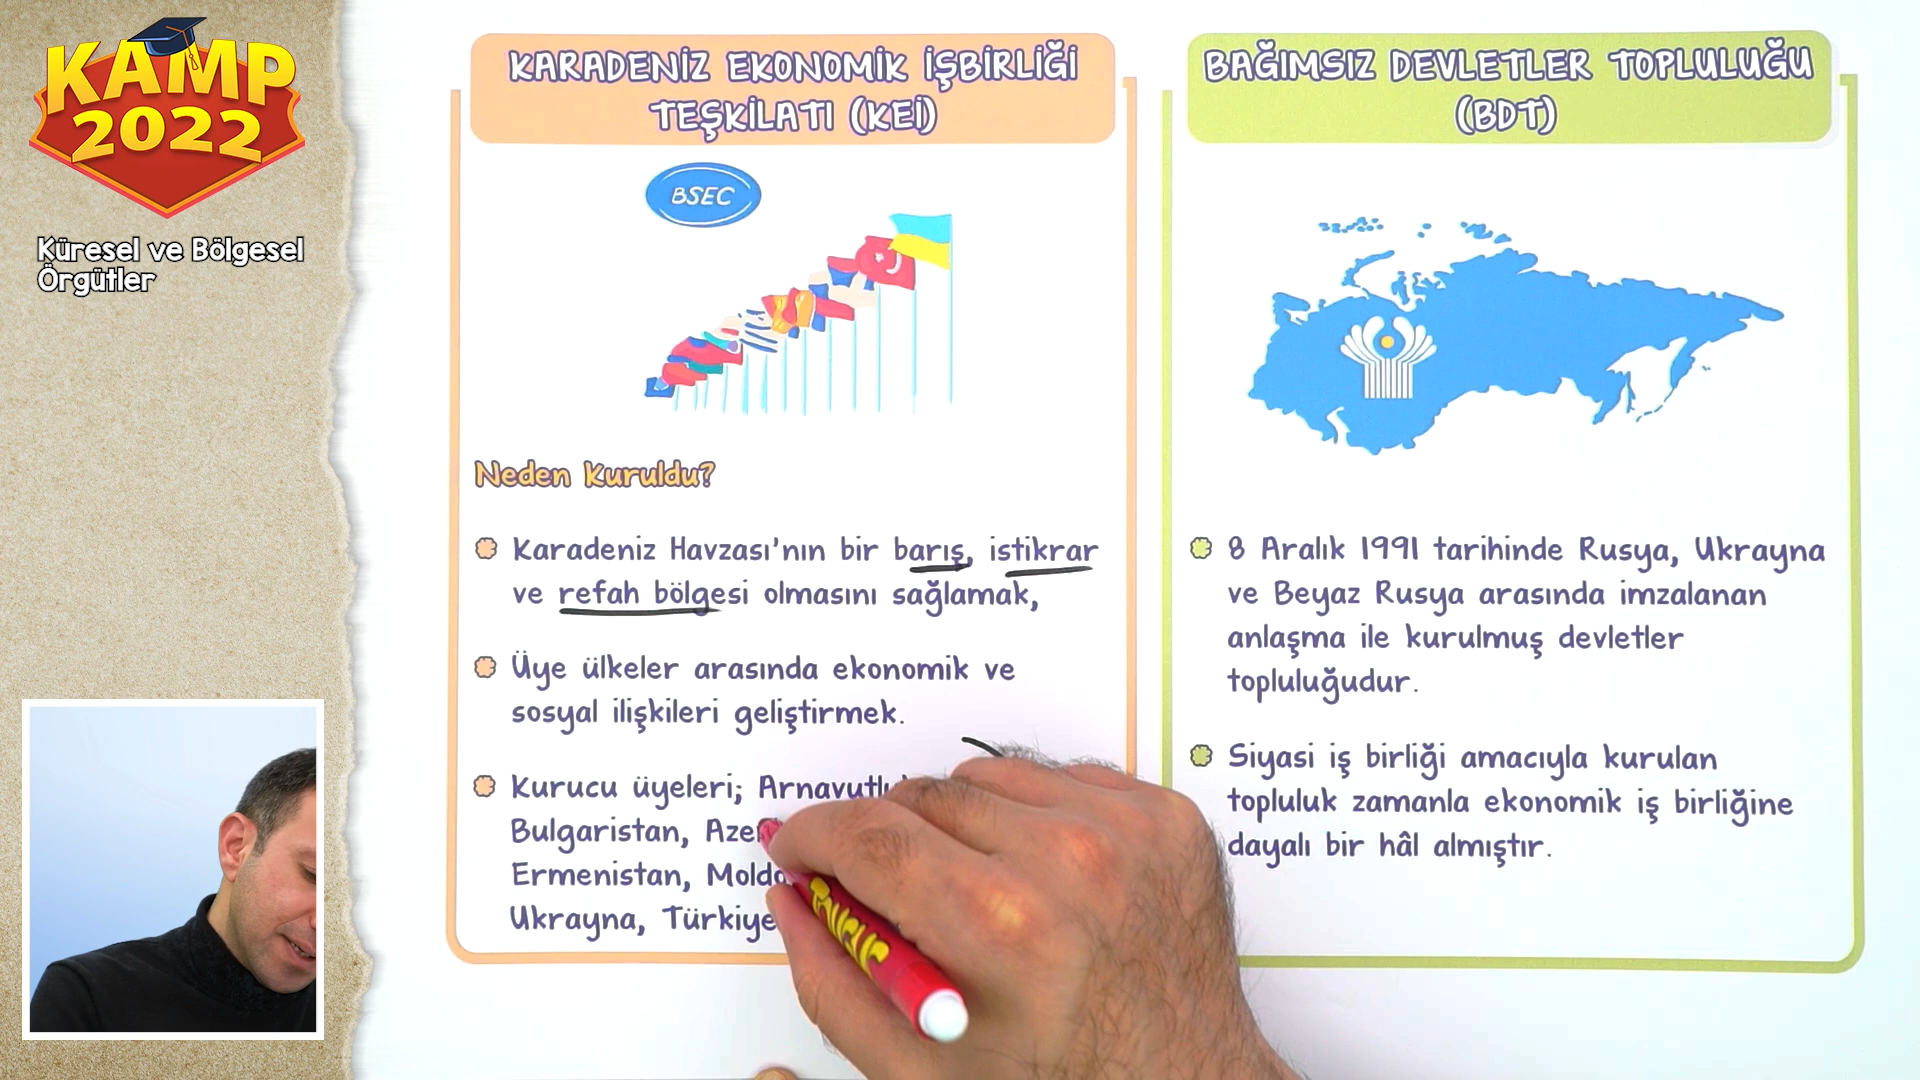 KAMP
2022
Küresel ve Bölgesel
Örgütler
KARADENİZ EKONOMİK İŞBİRLİĞİ
TEŞKİLATI (KEİ)
BSEC
Neden Kuruldu?
Karadeniz Havzası'nın bir barış, istikrar
ve refah bölgesi olmasını sağlamak,
Üye ülkeler arasında ekonomik ve
sosyal ilişkileri geliştirmek.
Kurucu üyeleri;
Bulgaristan,
Ermenistan,
Ukrayna, Türkiye
BAĞIMSIZ DEVLETLER TOPLULUĞU
(BDT)
8 Aralık 1991 tarihinde Rusya, Ukrayna
ve Beyaz Rusya arasında imzalanan
anlaşma ile kurulmuş devletler
topluluğudur.
Siyasi iş birliği amacıyla kurulan
topluluk zamanla ekonomik iş birliğine
dayalı bir hâl almıştır.